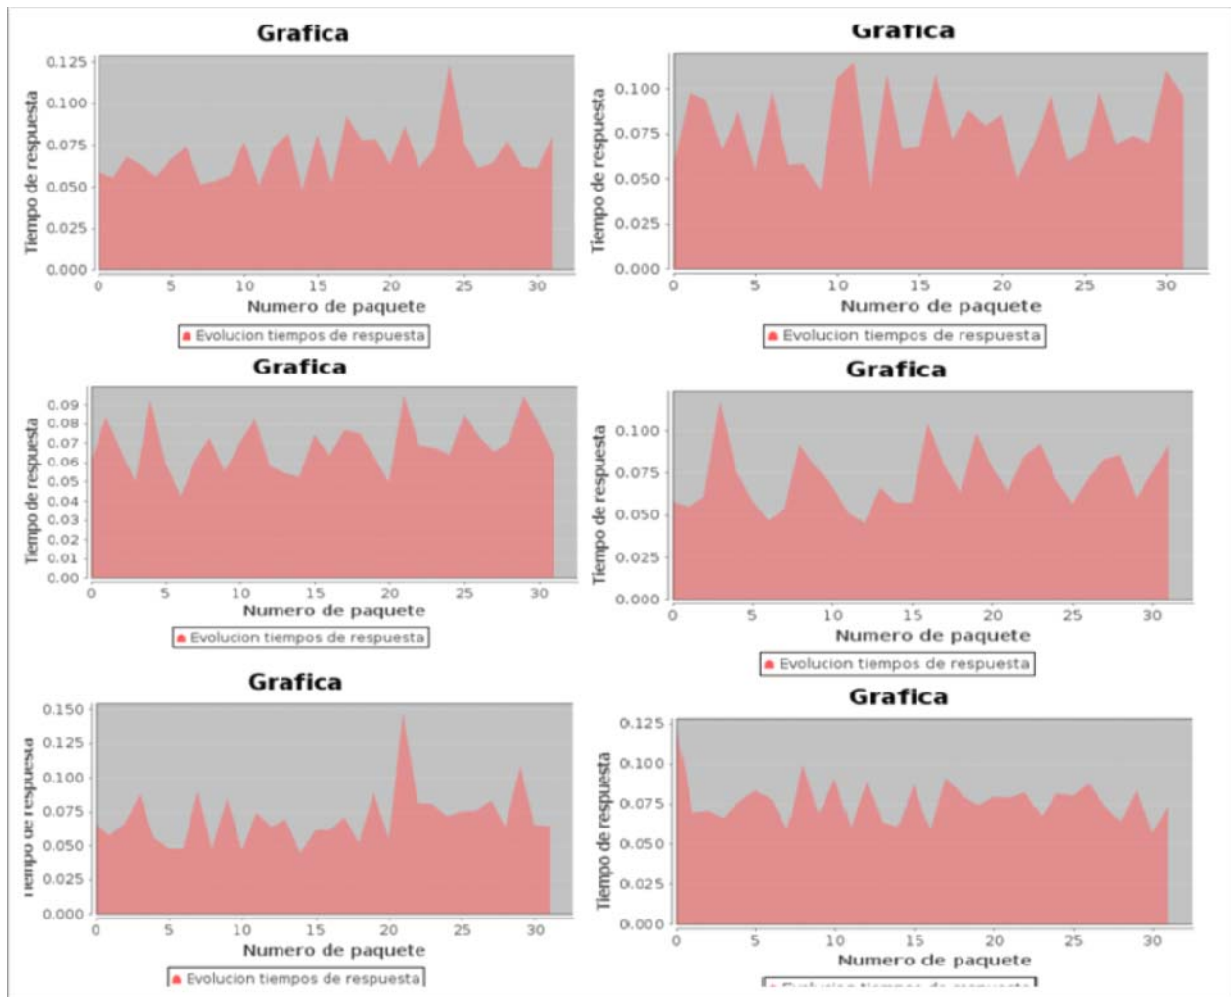 Grafica
Tiempo de respuesta
0.125
0.100
0.075
0.050
0.025
0.000
0 5 10 15 20 25 30
Numero de paquete
Evolucion tiempos de respuesta
Grafica
Tiempo de respuesta
0.100
0.075
0.050
0.025
0.000
0 5 10 15 20 25 30
Numero de paquete
Evolucion tiempos de respuesta
Grafica
Tiempo de respuesta
0.09
0.08
0.07
0.06
0.05
0.04
0.03
0.02
0.01
0.00
0 5 10 15 20 25 30
Numero de paquete
Evolucion tiempos de respuesta
Grafica
Tiempo de respuesta
0.100
0.075
0.050
0.025
0.000
0 5 10 15 20 25 30
Numero de paquete
Evolucion tiempos de respuesta
Grafica
Tiempo de respuesta
0.150
0.125
0.100
0.075
0.050
0.025
0.000
0 5 10 15 20 25 30
Numero de paquete
Evolucion tiempos de respuesta
Grafica
Tiempo de respuesta
0.125
0.100
0.075
0.050
0.025
0.000
0 5 10 15 20 25 30
Numero de paquete
Evolucion tiempos de respuesta